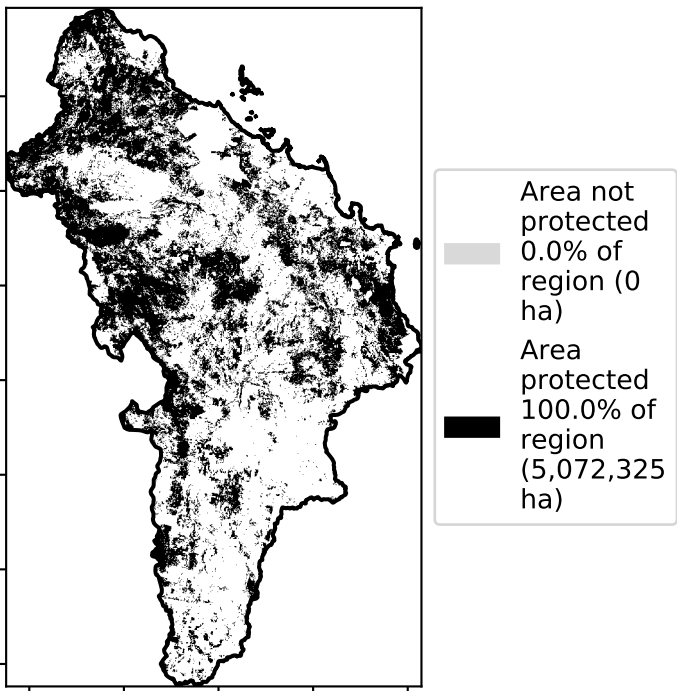 Area not
protected
0.0% of
region (0
ha)
Area
protected
100.0% of
region
(5,072,325
ha)